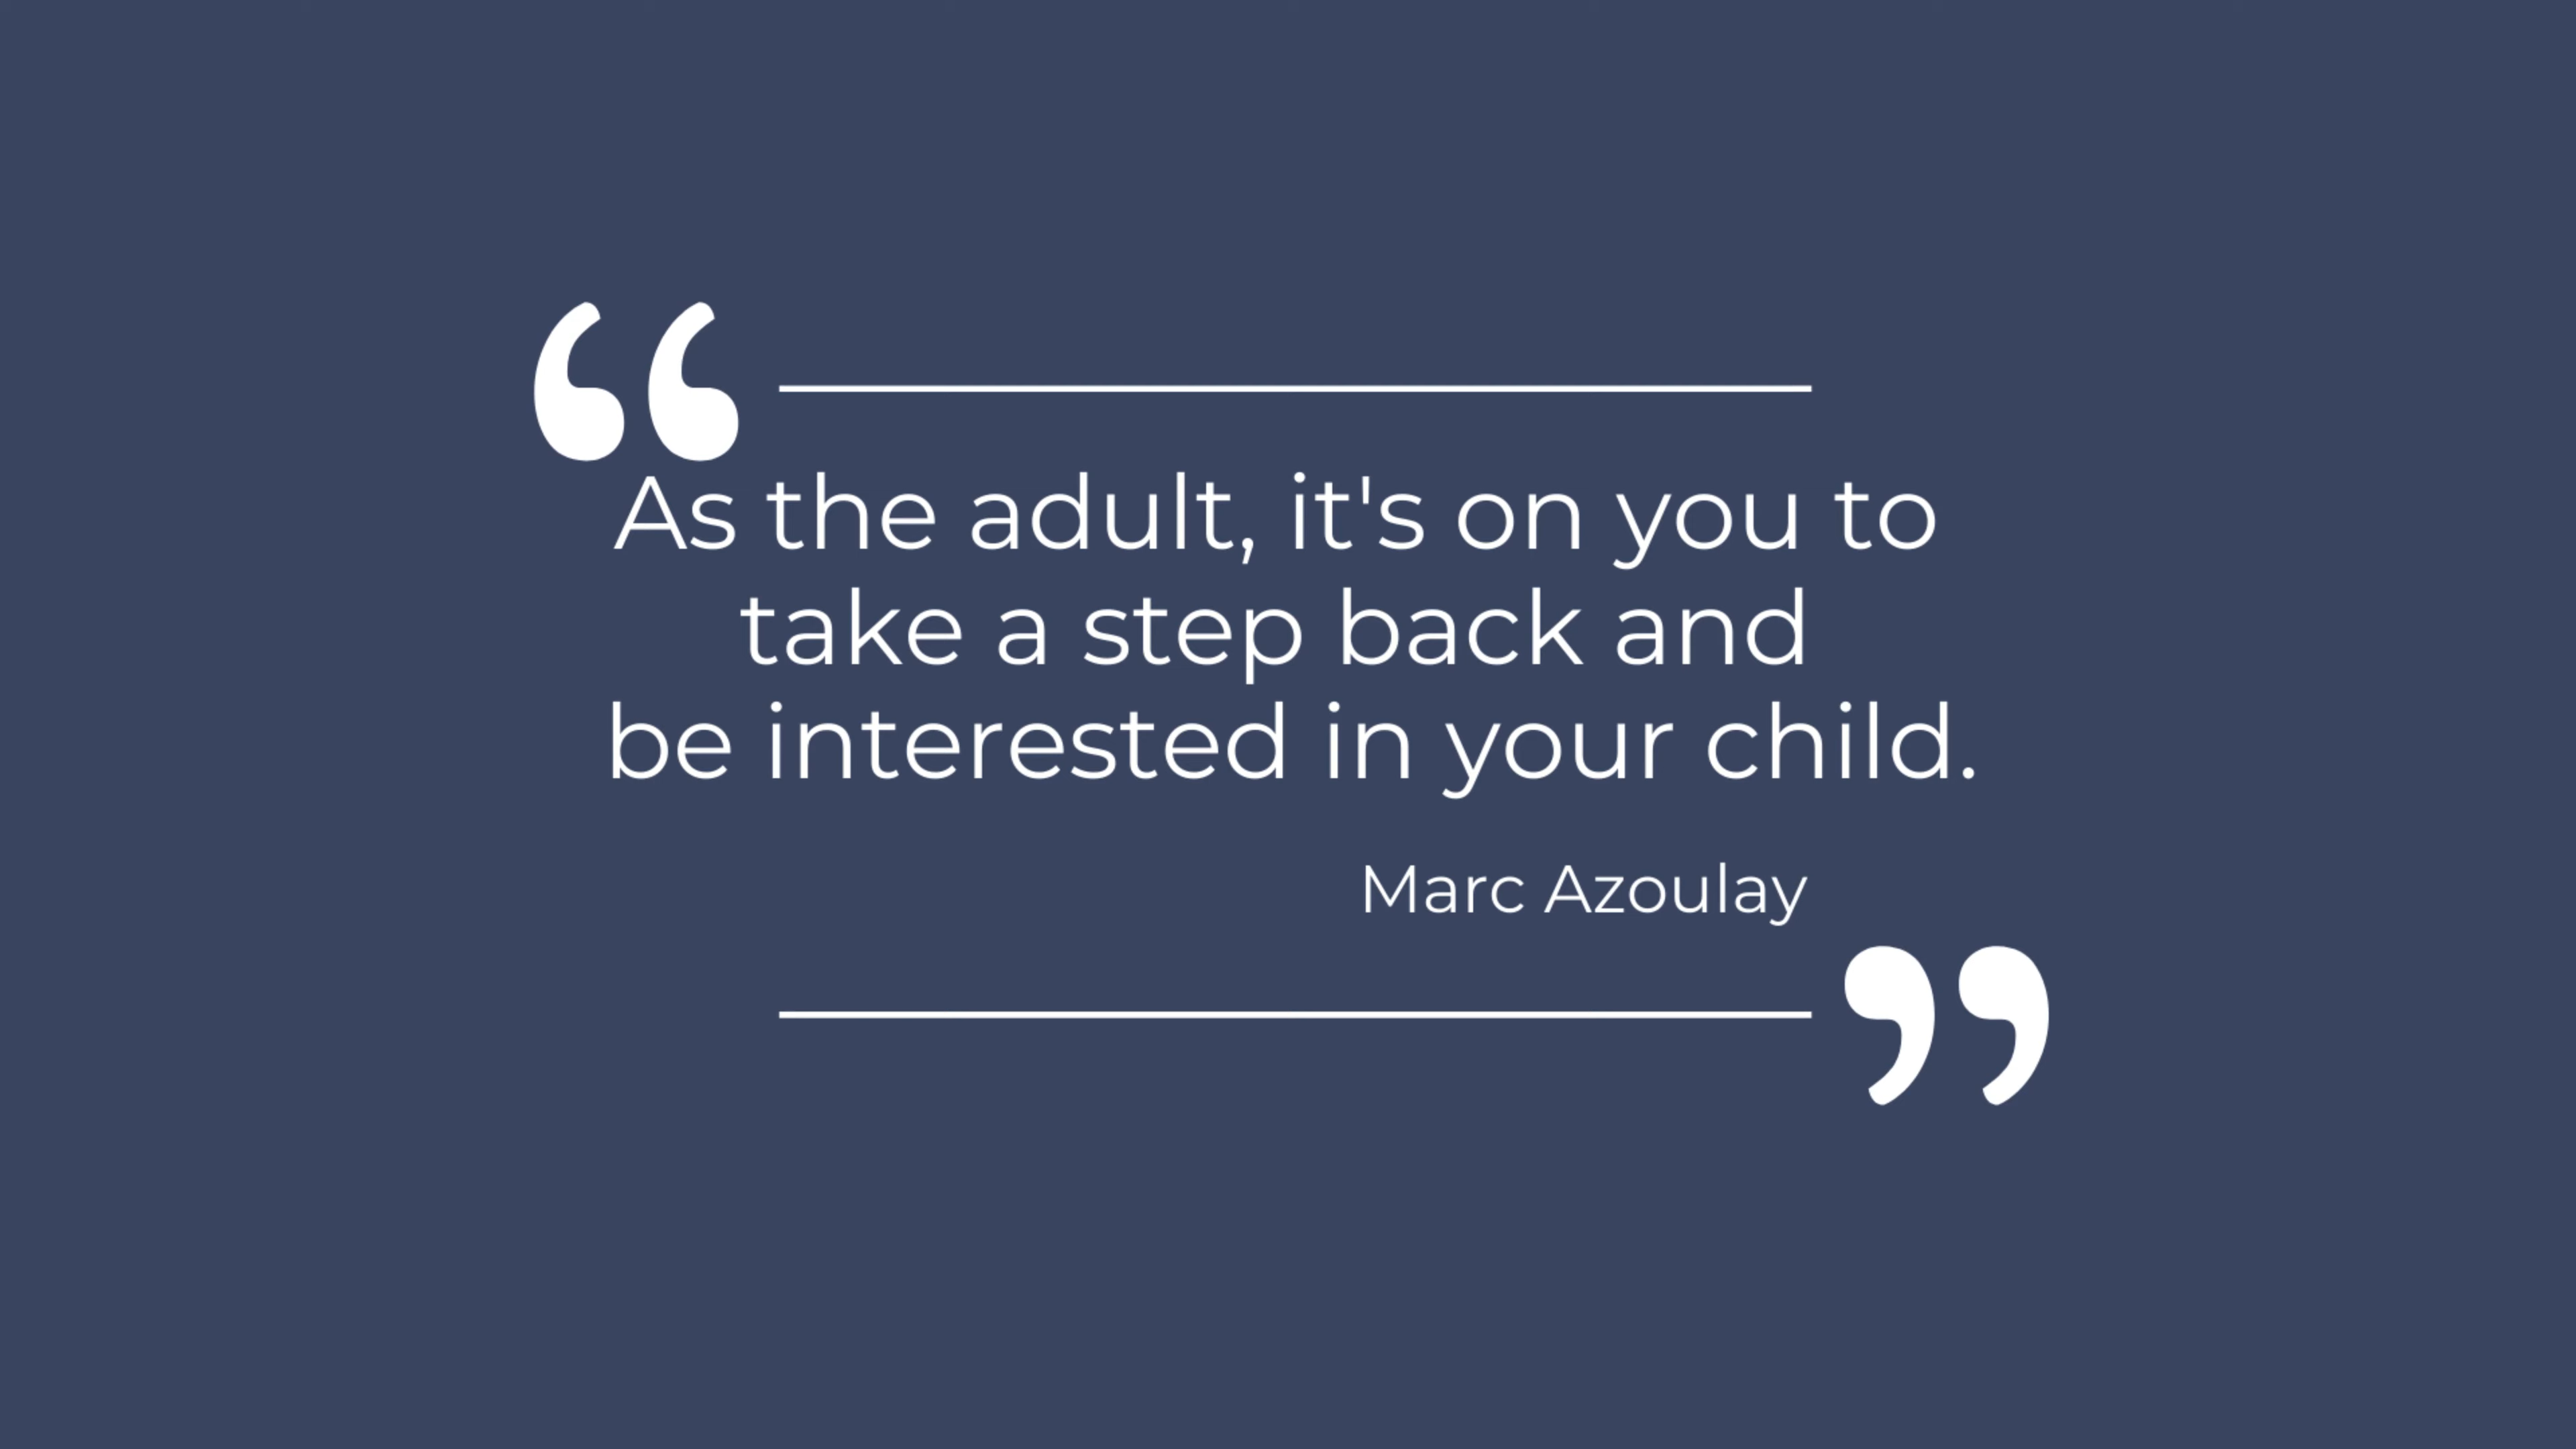 As the adult, it's on you to
take a step back and
be interested in your child.
Marc Azoulay